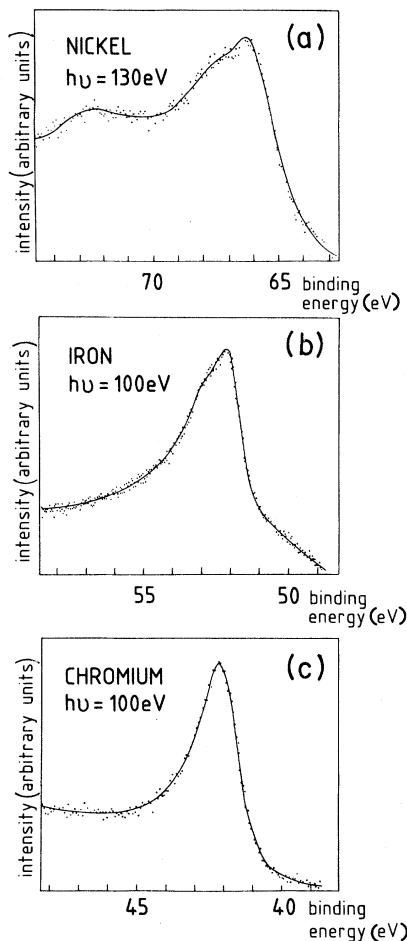 NICKEL
(a)
hυ = 130eV
intensity (arbitrary units)
70 65 binding
energy (eV)
IRON
(b)
hυ = 100eV
intensity (arbitrary units)
55 50 binding
energy (eV)
CHROMIUM
(c)
hυ = 100eV
intensity (arbitrary units)
45 40 binding
energy (eV)